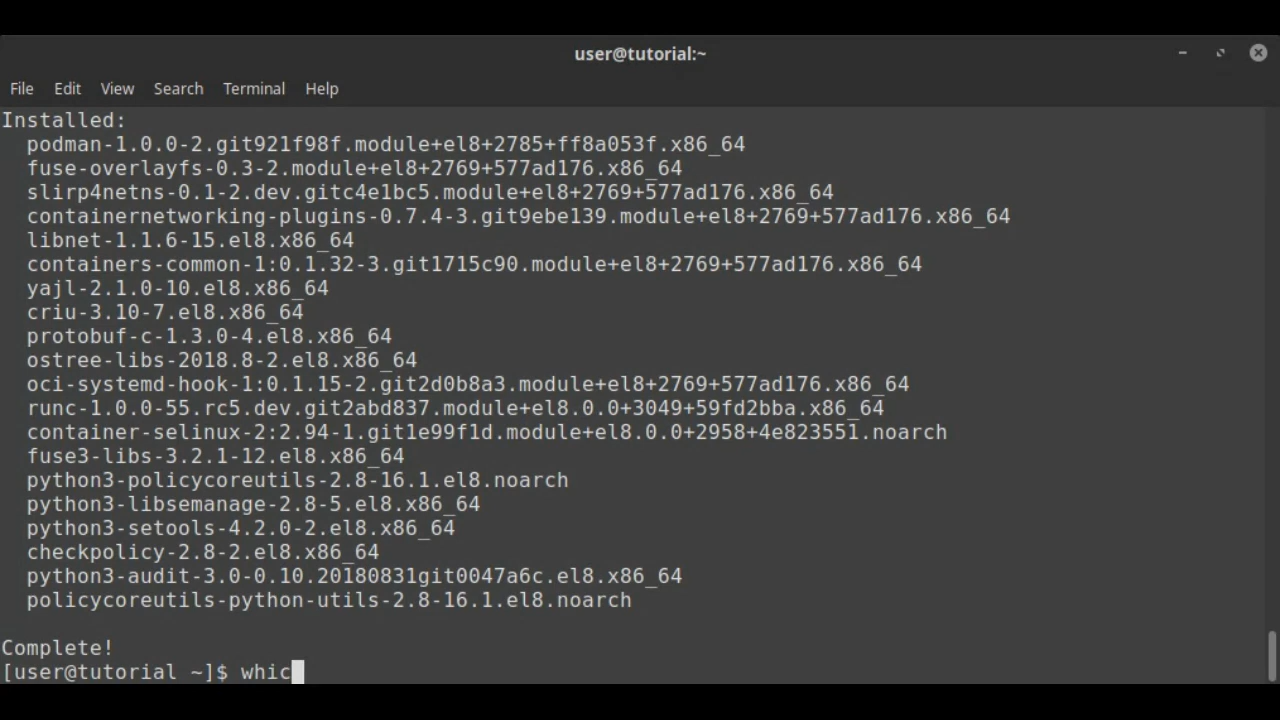 user@tutorial:~
File Edit View Search Terminal Help
Installed:
podman-1.0.0-2.git921f98f.module+el8+2785+ff8a053f.x86_64
fuse-overlayfs-0.3-2.module+el8+2769+577ad176.x86_64
slirp4netns-0.1-2.dev.gitc4e1bc5.module+el8+2769+577ad176.x86_64
containernetworking-plugins-0.7.4-3.git9ebe139.module+el8+2769+577ad176.x86_64
libnet-1.1.6-15.el8.x86_64
containers-common-1:0.1.32-3.git1715c90.module+el8+2769+577ad176.x86_64
yajl-2.1.0-10.el8.x86_64
criu-3.10-7.el8.x86_64
protobuf-c-1.3.0-4.el8.x86_64
ostree-libs-2018.8-2.el8.x86_64
oci-systemd-hook-1:0.1.15-2.git2d0b8a3.module+el8+2769+577ad176.x86_64
runc-1.0.0-55.rc5.dev.git2abd837.module+el8.0.0+3049+59fd2bba.x86_64
container-selinux-2:2.94-1.git1e99f1d.module+el8.0.0+2958+4e823551.noarch
fuse3-libs-3.2.1-12.el8.x86_64
python3-policycoreutils-2.8-16.1.el8.noarch
python3-libsemanage-2.8-5.el8.x86_64
python3-setools-4.2.0-2.el8.x86_64
checkpolicy-2.8-2.el8.x86_64
python3-audit-3.0-0.10.20180831git0047a6c.el8.x86_64
policycoreutils-python-utils-2.8-16.1.el8.noarch
Complete!
[user@tutorial ~]$ whic